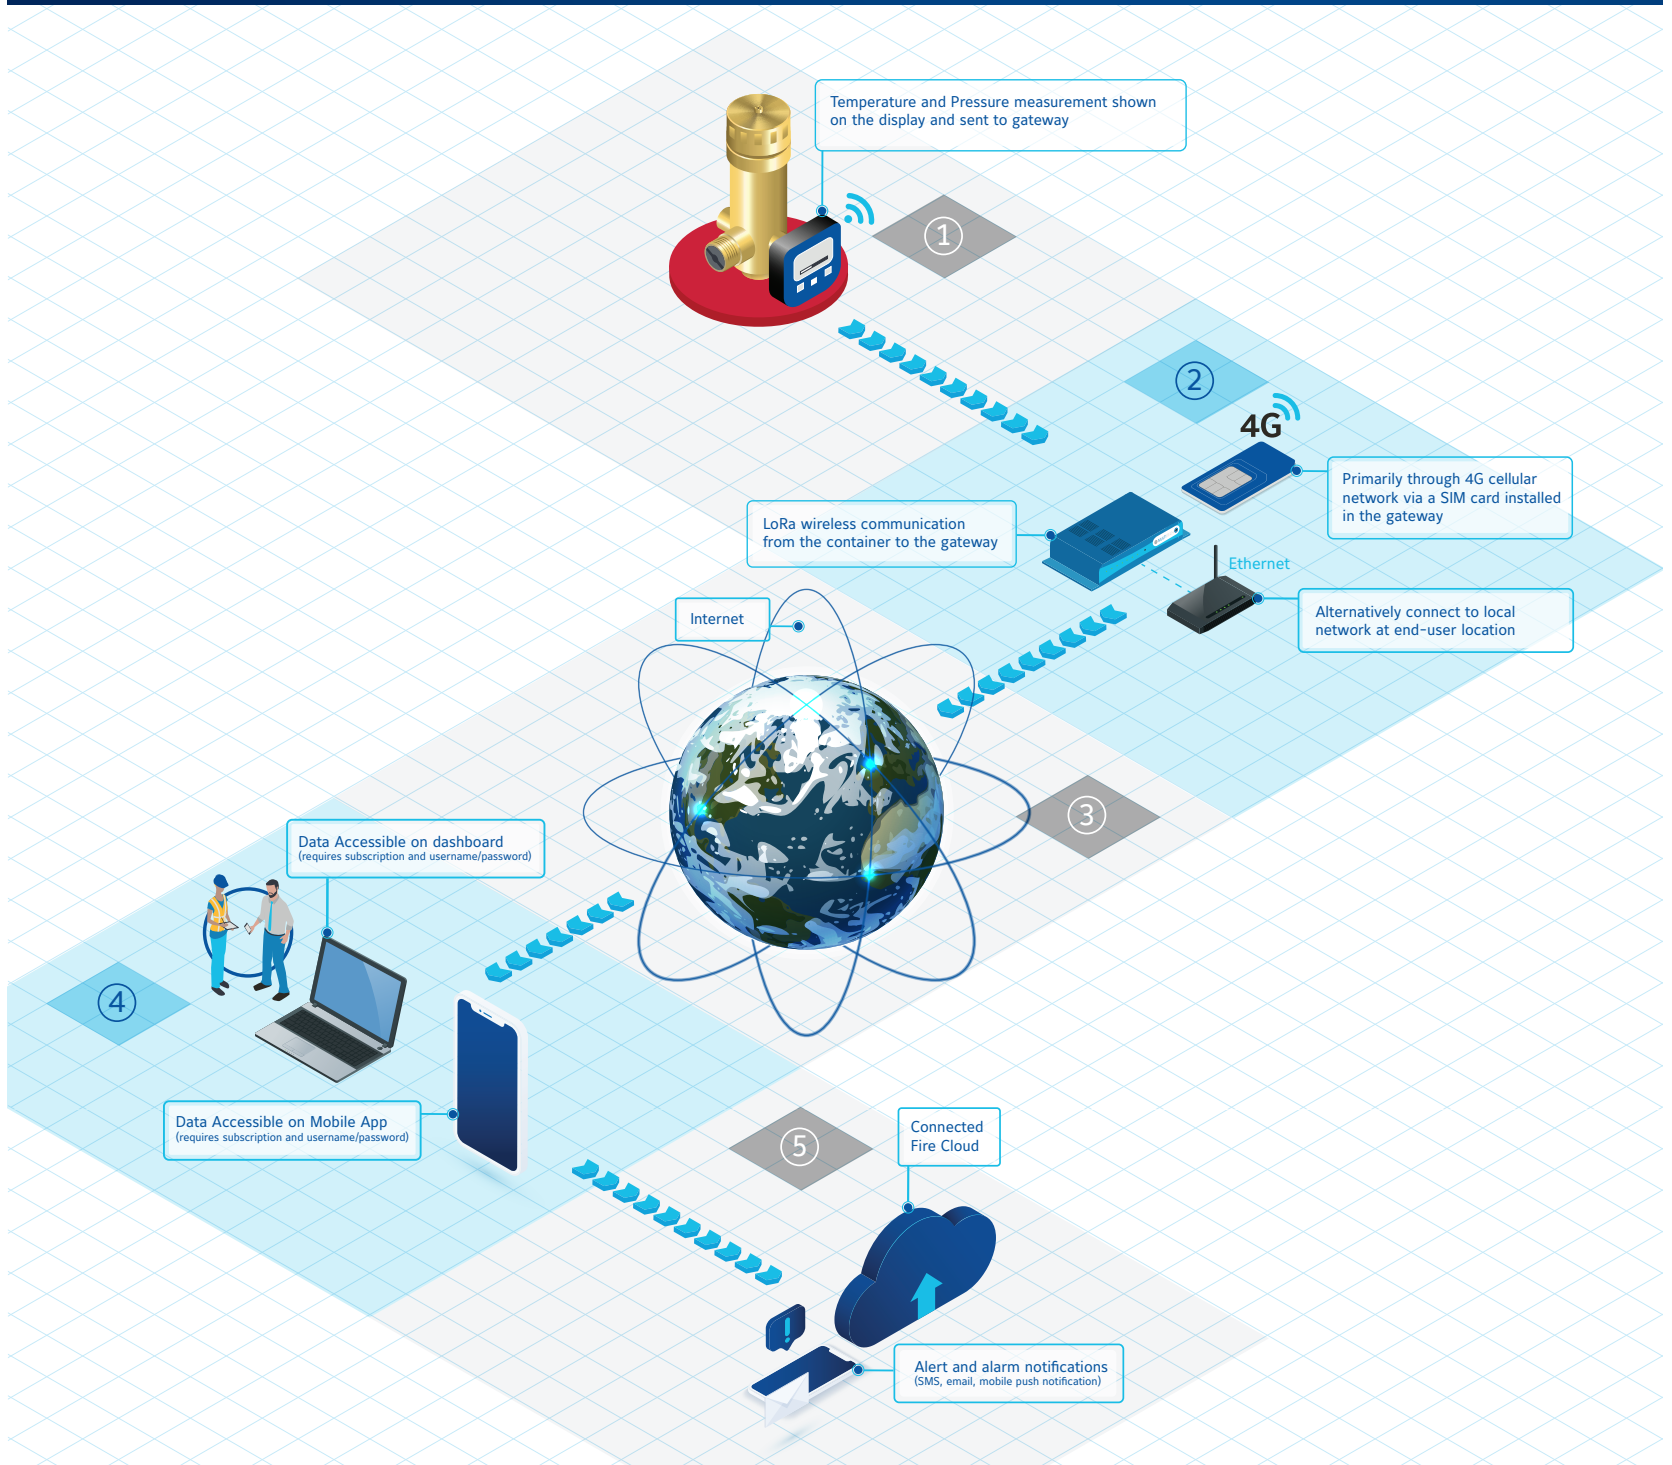 Temperature and Pressure measurement shown
on the display and sent to gateway
1
2
4G
Primarily through 4G cellular
network via a SIM card installed
in the gateway
LoRa wireless communication
from the container to the gateway
Ethernet
Alternatively connect to local
network at end-user location
Internet
3
Data Accessible on dashboard
(requires subscription and username/password)
4
Data Accessible on Mobile App
(requires subscription and username/password)
5
Connected
Fire Cloud
!
Alert and alarm notifications
(SMS, email, mobile push notification)